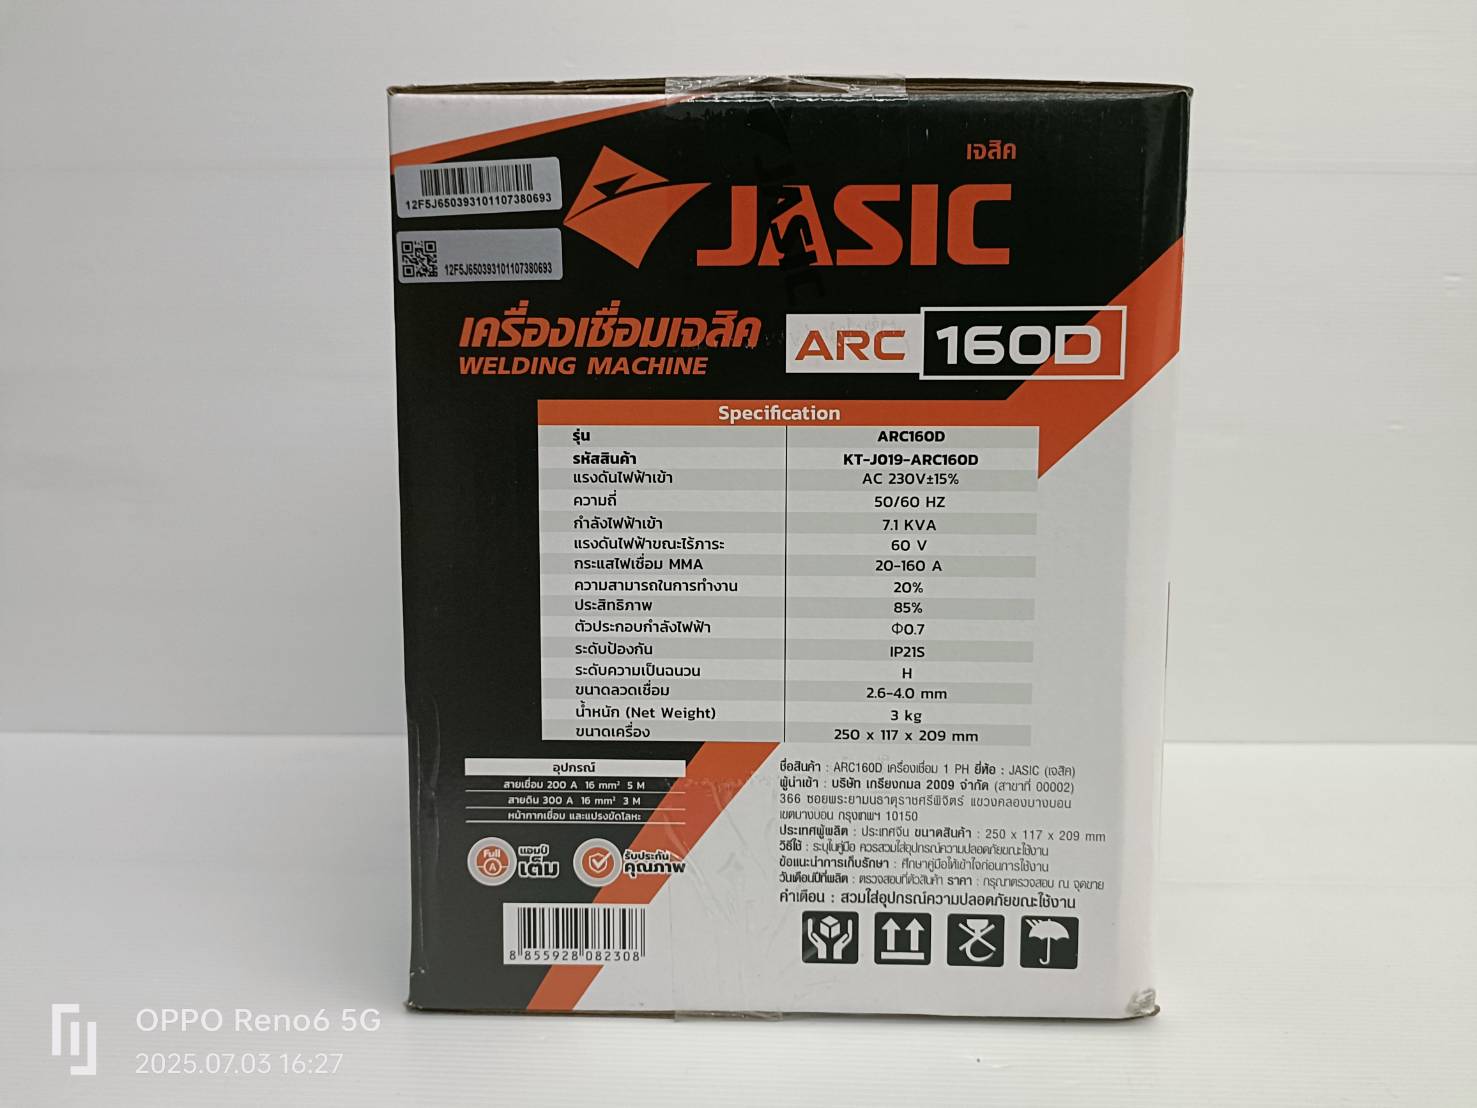 เจสิค
JASIC
12F5J650393101107380693
12F5J650393101107380693
JASIC
เครื่องเชื่อมเจสิค ARC 160D
WELDING MACHINE
Specification
รุ่น ARC160D
รหัสสินค้า KT-J019-ARC160D
แรงดันไฟฟ้าเข้า AC 230V±15%
ความถี่ 50/60 HZ
กำลังไฟฟ้าเข้า 7.1 KVA
แรงดันไฟฟ้าขณะไร้ภาระ 60 V
กระแสไฟเชื่อม MMA 20-160 A
ความสามารถในการทำงาน 20%
ประสิทธิภาพ 85%
ตัวประกอบกำลังไฟฟ้า Φ0.7
ระดับป้องกัน IP21S
ระดับความเป็นฉนวน H
ขนาดลวดเชื่อม 2.6-4.0 mm
น้ำหนัก (Net Weight) 3 kg
ขนาดเครื่อง 250 x 117 x 209 mm
อุปกรณ์
สายเชื่อม 200 A 16 mm² 5 M
สายดิน 300 A 16 mm² 3 M
หน้ากากเชื่อม และแปรงขัดโลหะ
Full A แอมป์เต็ม
รับประกันคุณภาพ
8 855928 082308
ชื่อสินค้า : ARC160D เครื่องเชื่อม 1 PH ยี่ห้อ : JASIC (เจสิค)
ผู้นำเข้า : บริษัท เกรียงกมล 2009 จำกัด (สาขาที่ 00002)
366 ซอยพระยามนธาตุราชศรีพิจิตร์ แขวงคลองบางบอน
เขตบางบอน กรุงเทพฯ 10150
ประเทศผู้ผลิต : ประเทศจีน ขนาดสินค้า : 250 x 117 x 209 mm
วิธีใช้ : ระบุในคู่มือ ควรสวมใส่อุปกรณ์ความปลอดภัยขณะใช้งาน
ข้อแนะนำการเก็บรักษา : ศึกษาคู่มือให้เข้าใจก่อนการใช้งาน
วันเดือนปีที่ผลิต : ตรวจสอบที่ตัวสินค้า ราคา : กรุณาตรวจสอบ ณ จุดขาย
คำเตือน : สวมใส่อุปกรณ์ความปลอดภัยขณะใช้งาน
OPPO Reno6 5G
2025.07.03 16:27